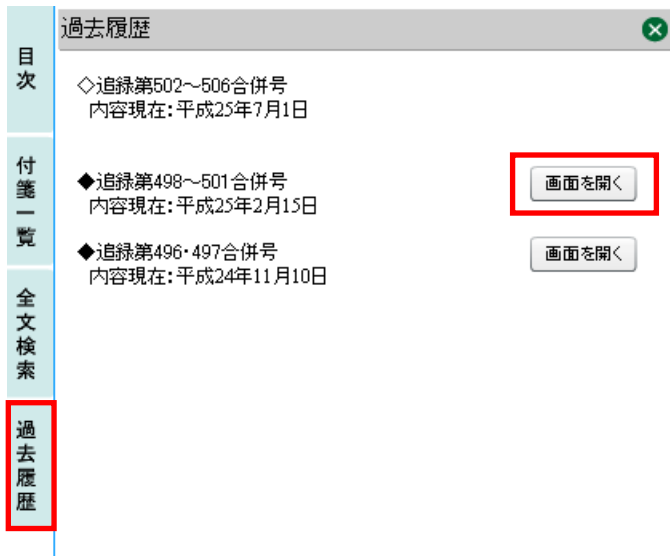 過去履歴
目次
付箋一覧
全文検索
過去履歴
◇追録第502～506合併号
内容現在：平成25年7月1日
◆追録第498～501合併号
内容現在：平成25年2月15日
画面を開く
◆追録第496・497合併号
内容現在：平成24年11月10日
画面を開く